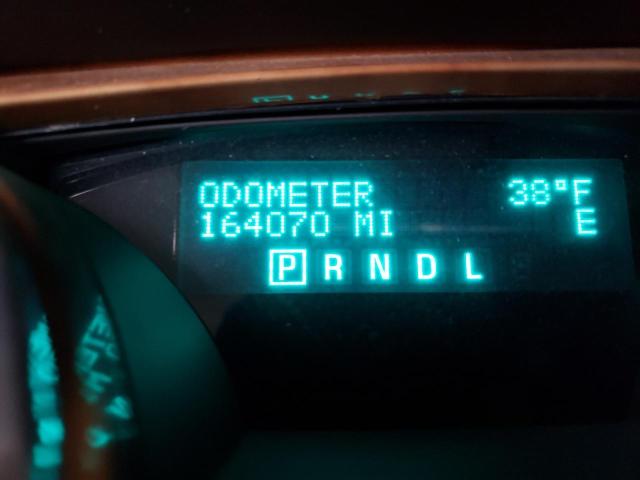 ODOMETER 38°F
164070 MI E
P R N D L